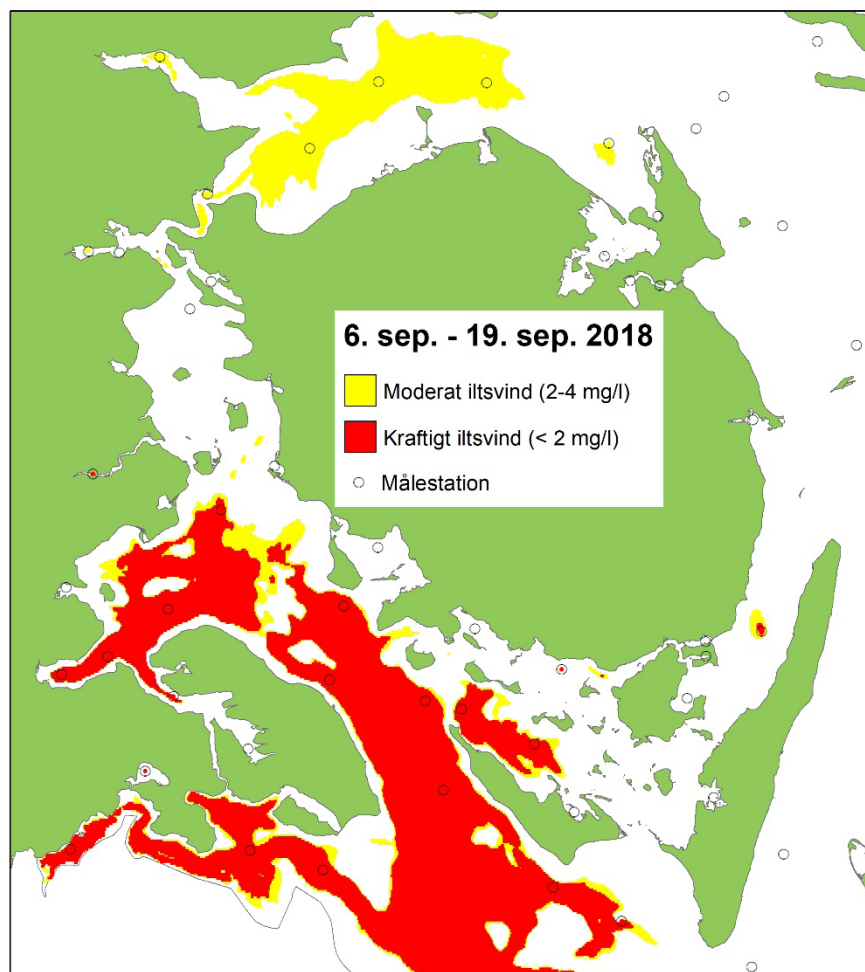 6. sep. - 19. sep. 2018
Moderat iltsvind (2-4 mg/l)
Kraftigt iltsvind (< 2 mg/l)
Målestation